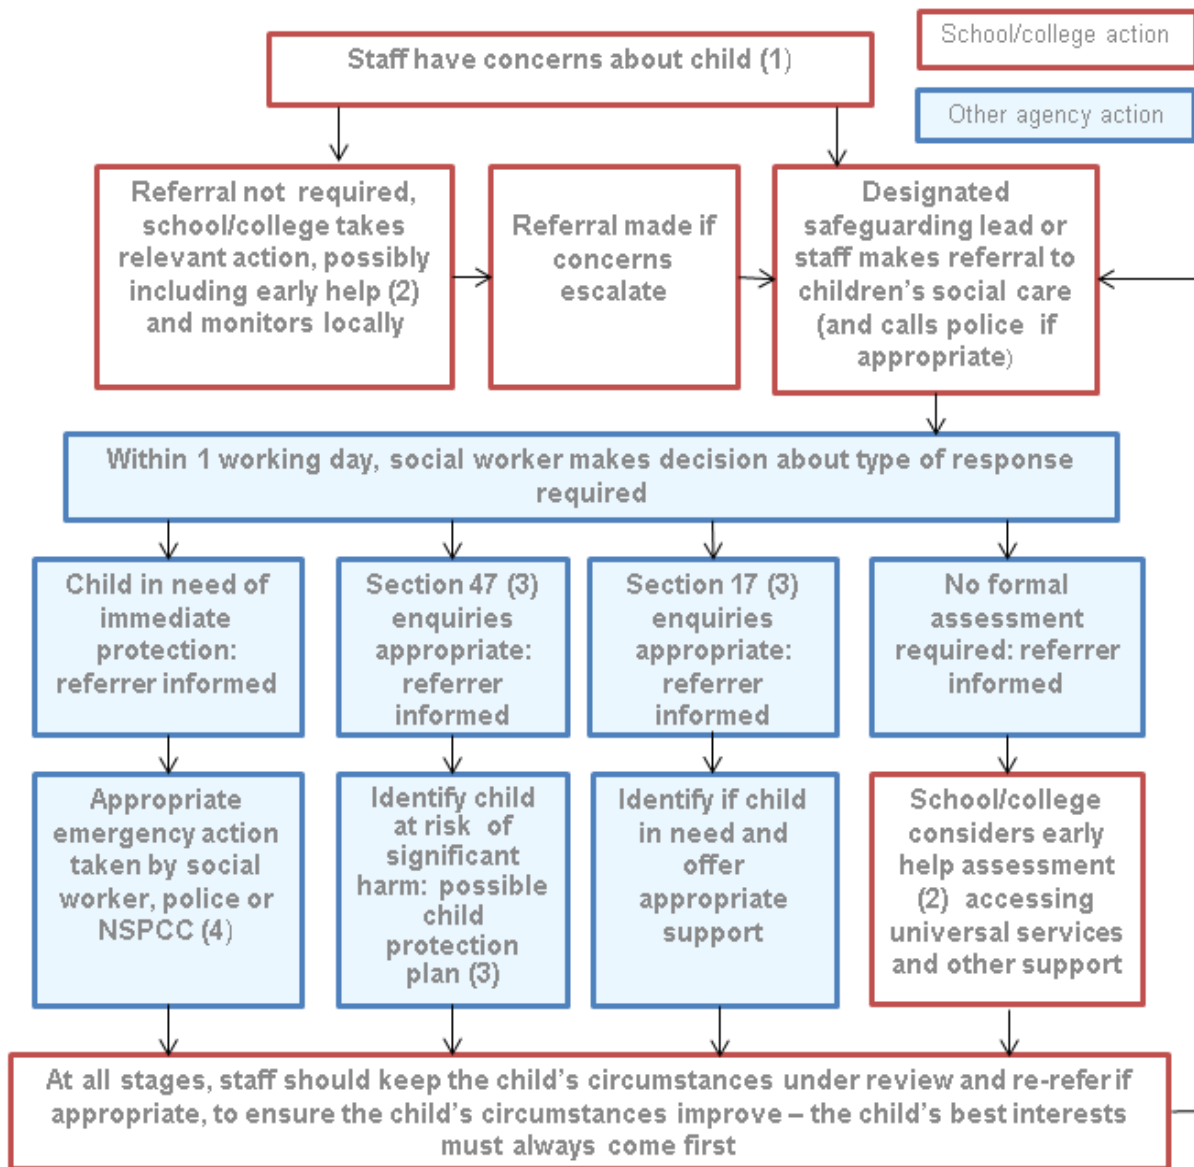 School/college action
Staff have concerns about child (1)
Other agency action
Referral not required,
school/college takes
relevant action, possibly
including early help (2)
and monitors locally
Referral made if
concerns
escalate
Designated
safeguarding lead or
staff makes referral to
children's social care
(and calls police if
appropriate)
Within 1 working day, social worker makes decision about type of response
required
Child in need of
immediate
protection:
referrer informed
Section 47 (3)
enquiries
appropriate:
referrer
informed
Section 17 (3)
enquiries
appropriate:
referrer
informed
No formal
assessment
required: referrer
informed
Appropriate
emergency action
taken by social
worker, police or
NSPCC (4)
Identify child
at risk of
significant
harm: possible
child
protection
plan (3)
Identify if child
in need and
offer
appropriate
support
School/college
considers early
help assessment
(2) accessing
universal services
and other support
At all stages, staff should keep the child's circumstances under review and re-refer if
appropriate, to ensure the child's circumstances improve – the child's best interests
must always come first